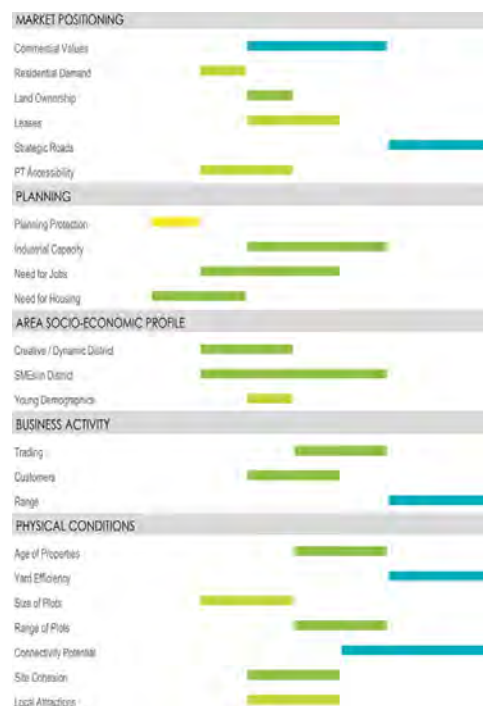 MARKET POSITIONING
Commercial Values
Residential Demand
Land Ownership
Leases
Strategic Roads
PT Accessibility
PLANNING
Planning Protection
Industrial Capacity
Need for Jobs
Need for Housing
AREA SOCIO-ECONOMIC PROFILE
Creative / Dynamic District
SMEs in District
Young Demographics
BUSINESS ACTIVITY
Trading
Customers
Range
PHYSICAL CONDITIONS
Age of Properties
Yard Efficiency
Size of Plots
Range of Plots
Connectivity Potential
Site Cohesion
Local Attractions